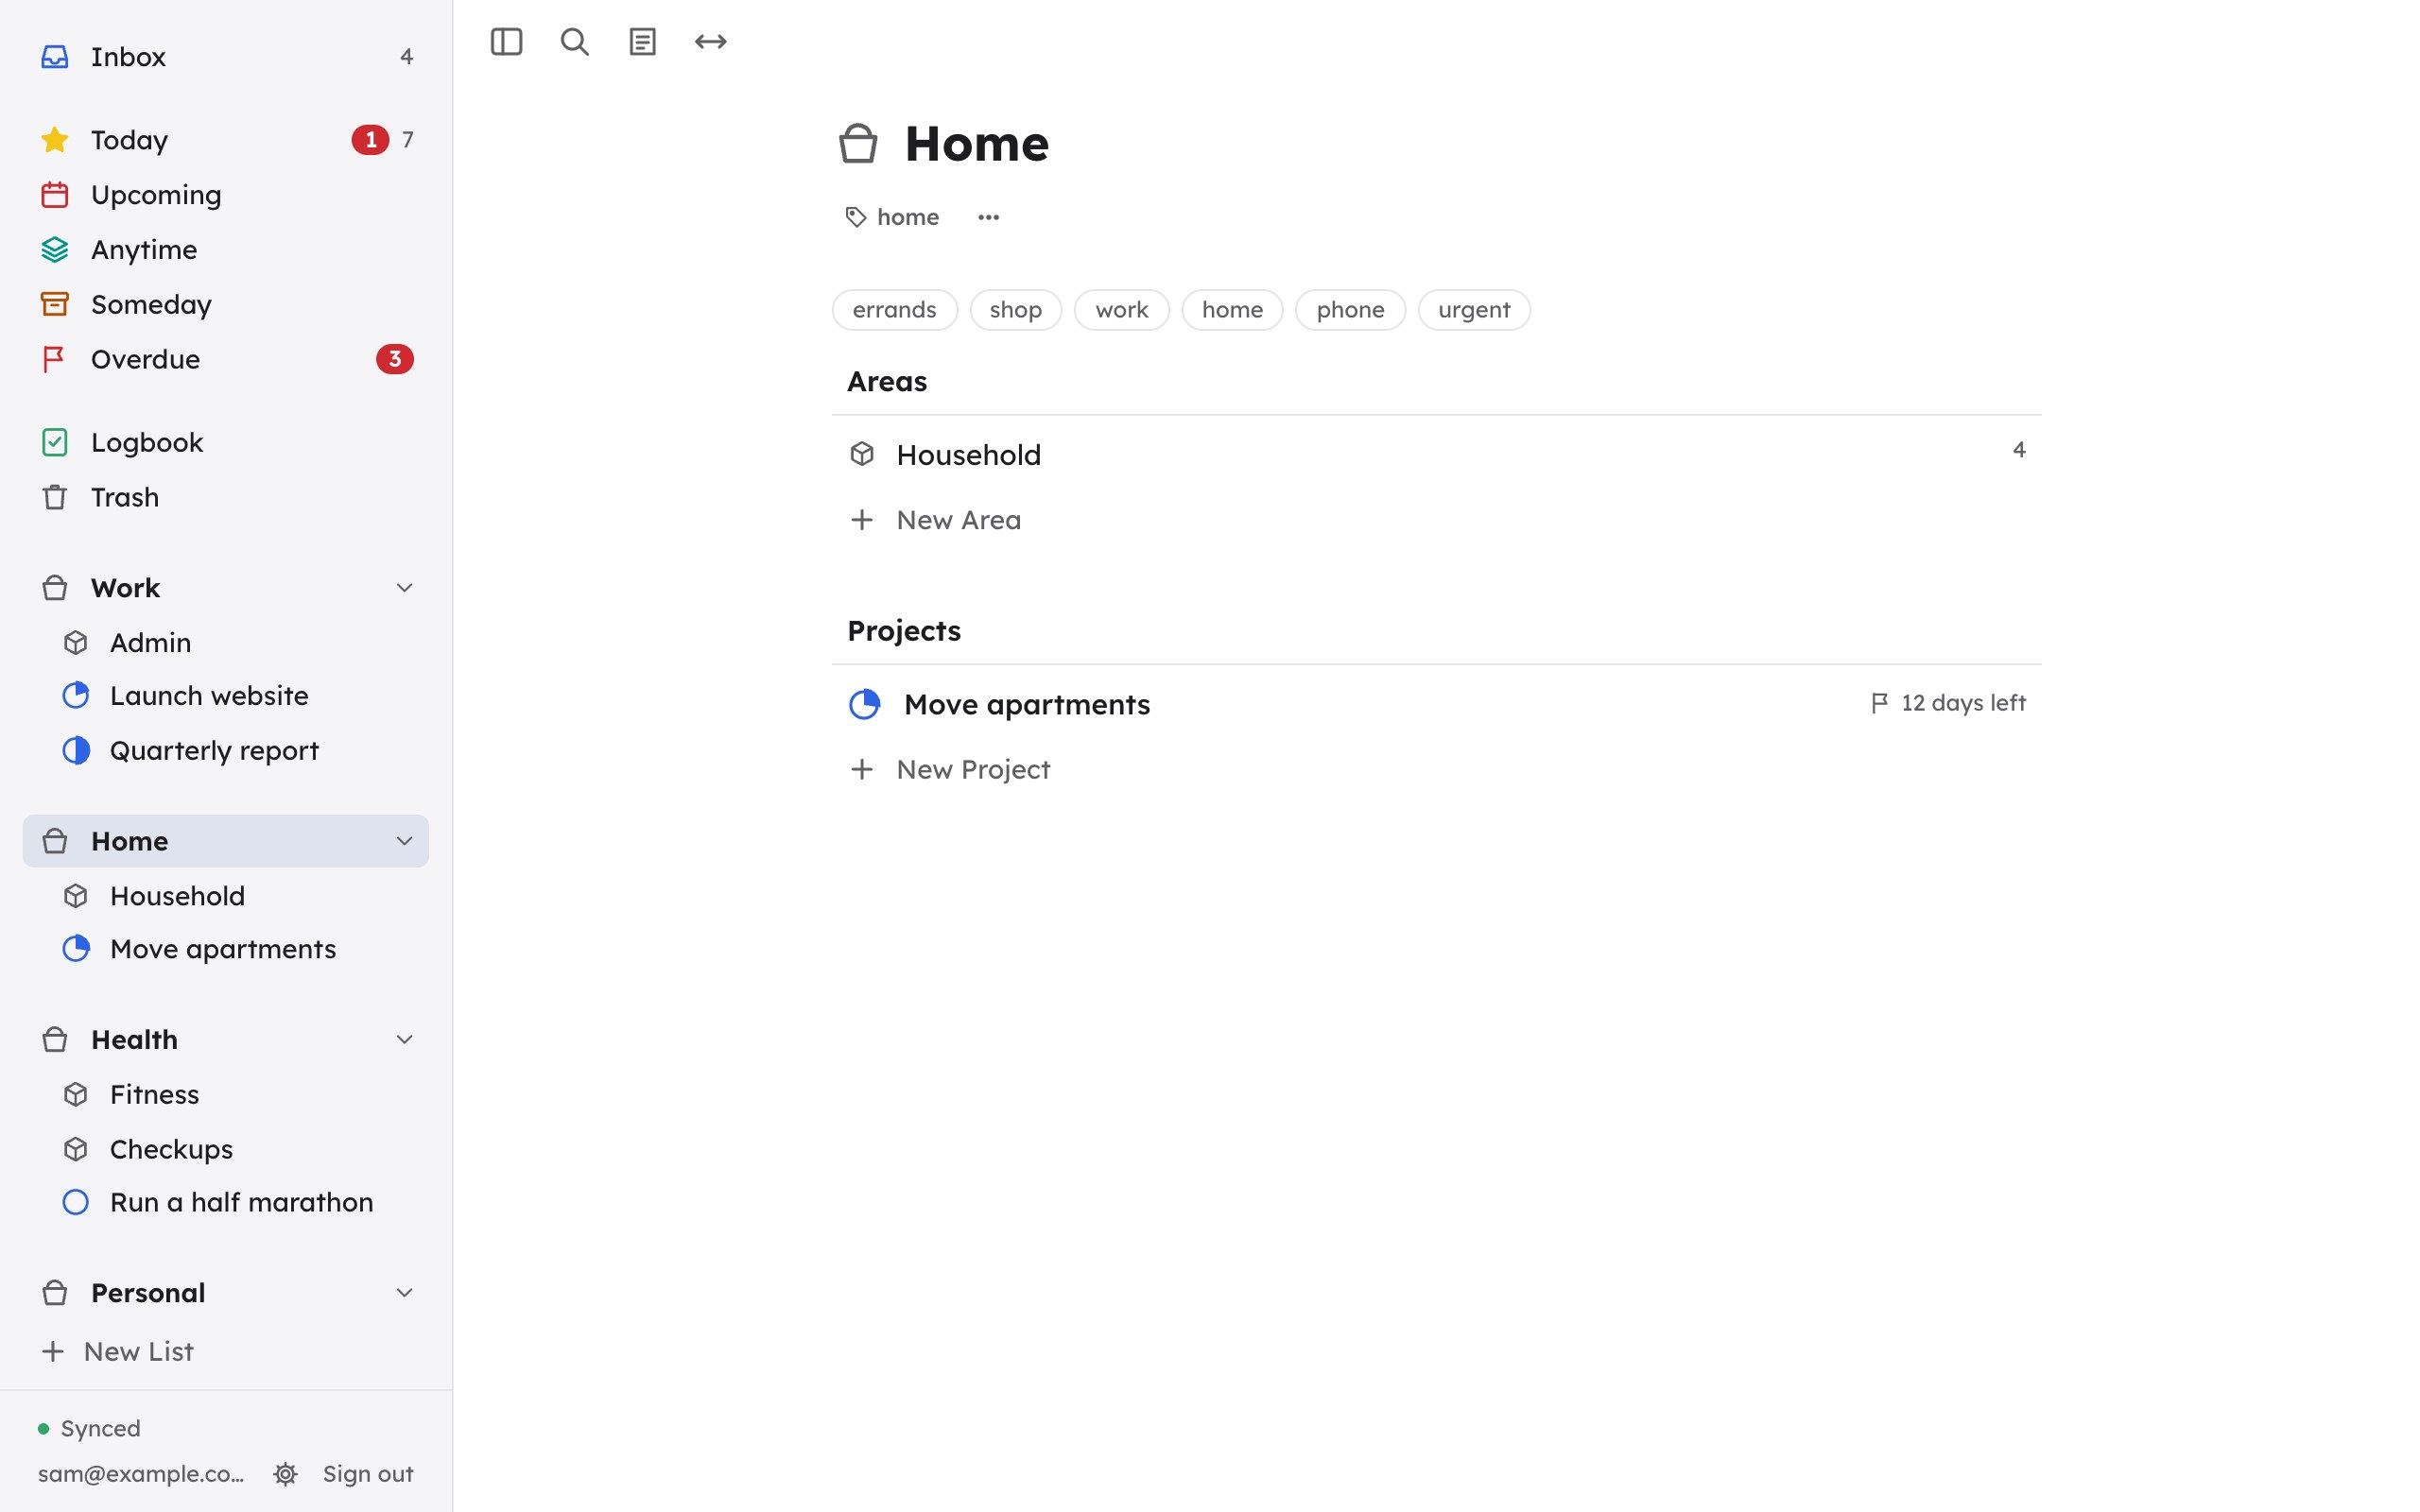 Inbox 4
Today 1 7
Upcoming
Anytime
Someday
Overdue 3
Logbook
Trash
Work
Admin
Launch website
Quarterly report
Home
Household
Move apartments
Health
Fitness
Checkups
Run a half marathon
Personal
New List
Synced
sam@example.co... Sign out
Home
home
errands shop work home phone urgent
Areas
Household 4
New Area
Projects
Move apartments 12 days left
New Project